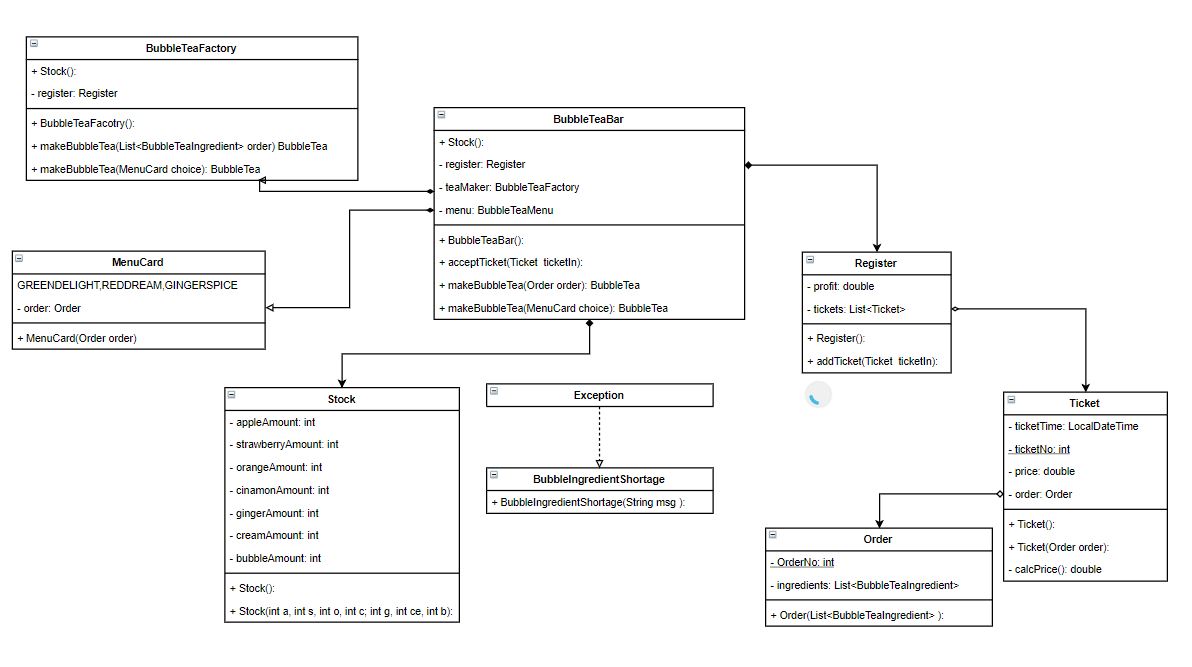 BubbleTeaFactory
+ Stock():
- register: Register
+ BubbleTeaFacotry():
+ makeBubbleTea(List<BubbleTeaIngredient> order) BubbleTea
+ makeBubbleTea(MenuCard choice): BubbleTea
BubbleTeaBar
+ Stock():
- register: Register
- teaMaker: BubbleTeaFactory
- menu: BubbleTeaMenu
+ BubbleTeaBar():
+ acceptTicket(Ticket ticketIn):
+ makeBubbleTea(Order order): BubbleTea
+ makeBubbleTea(MenuCard choice): BubbleTea
MenuCard
GREENDELIGHT,REDDREAM,GINGERSPICE
- order: Order
+ MenuCard(Order order)
Register
- profit: double
- tickets: List<Ticket>
+ Register():
+ addTicket(Ticket ticketIn):
Stock
- appleAmount: int
- strawberryAmount: int
- orangeAmount: int
- cinamonAmount: int
- gingerAmount: int
- creamAmount: int
- bubbleAmount: int
+ Stock():
+ Stock(int a, int s, int o, int c; int g, int ce, int b):
Exception
BubbleIngredientShortage
+ BubbleIngredientShortage(String msg ):
Ticket
- ticketTime: LocalDateTime
- ticketNo: int
- price: double
- order: Order
+ Ticket():
+ Ticket(Order order):
- calcPrice(): double
Order
- OrderNo: int
- ingredients: List<BubbleTeaIngredient>
+ Order(List<BubbleTeaIngredient> ):